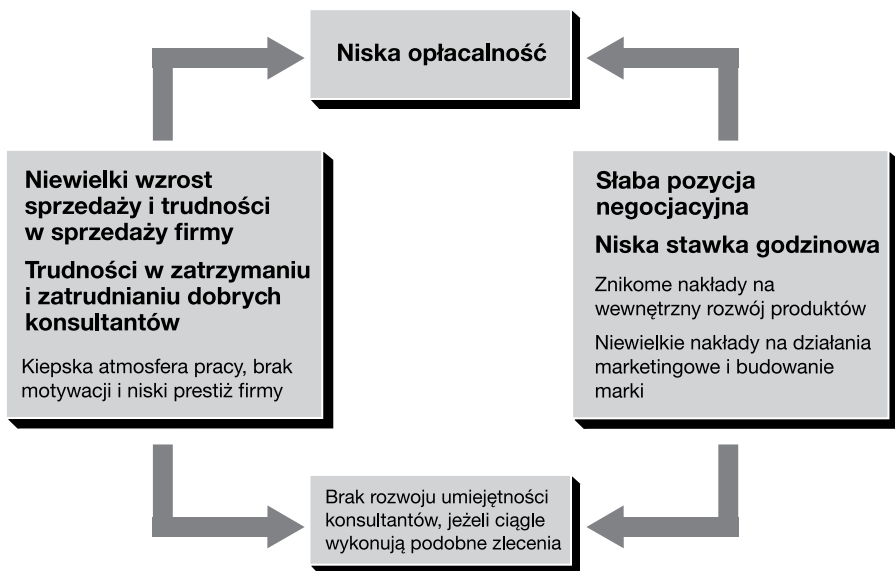 Niska opłacalność
Niewielki wzrost
sprzedaży i trudności
w sprzedaży firmy
Trudności w zatrzymaniu
i zatrudnianiu dobrych
konsultantów
Kiepska atmosfera pracy, brak
motywacji i niski prestiż firmy
Słaba pozycja
negocjacyjna
Niska stawka godzinowa
Znikome nakłady na
wewnętrzny rozwój produktów
Niewielkie nakłady na działania
marketingowe i budowanie
marki
Brak rozwoju umiejętności
konsultantów, jeżeli ciągle
wykonują podobne zlecenia